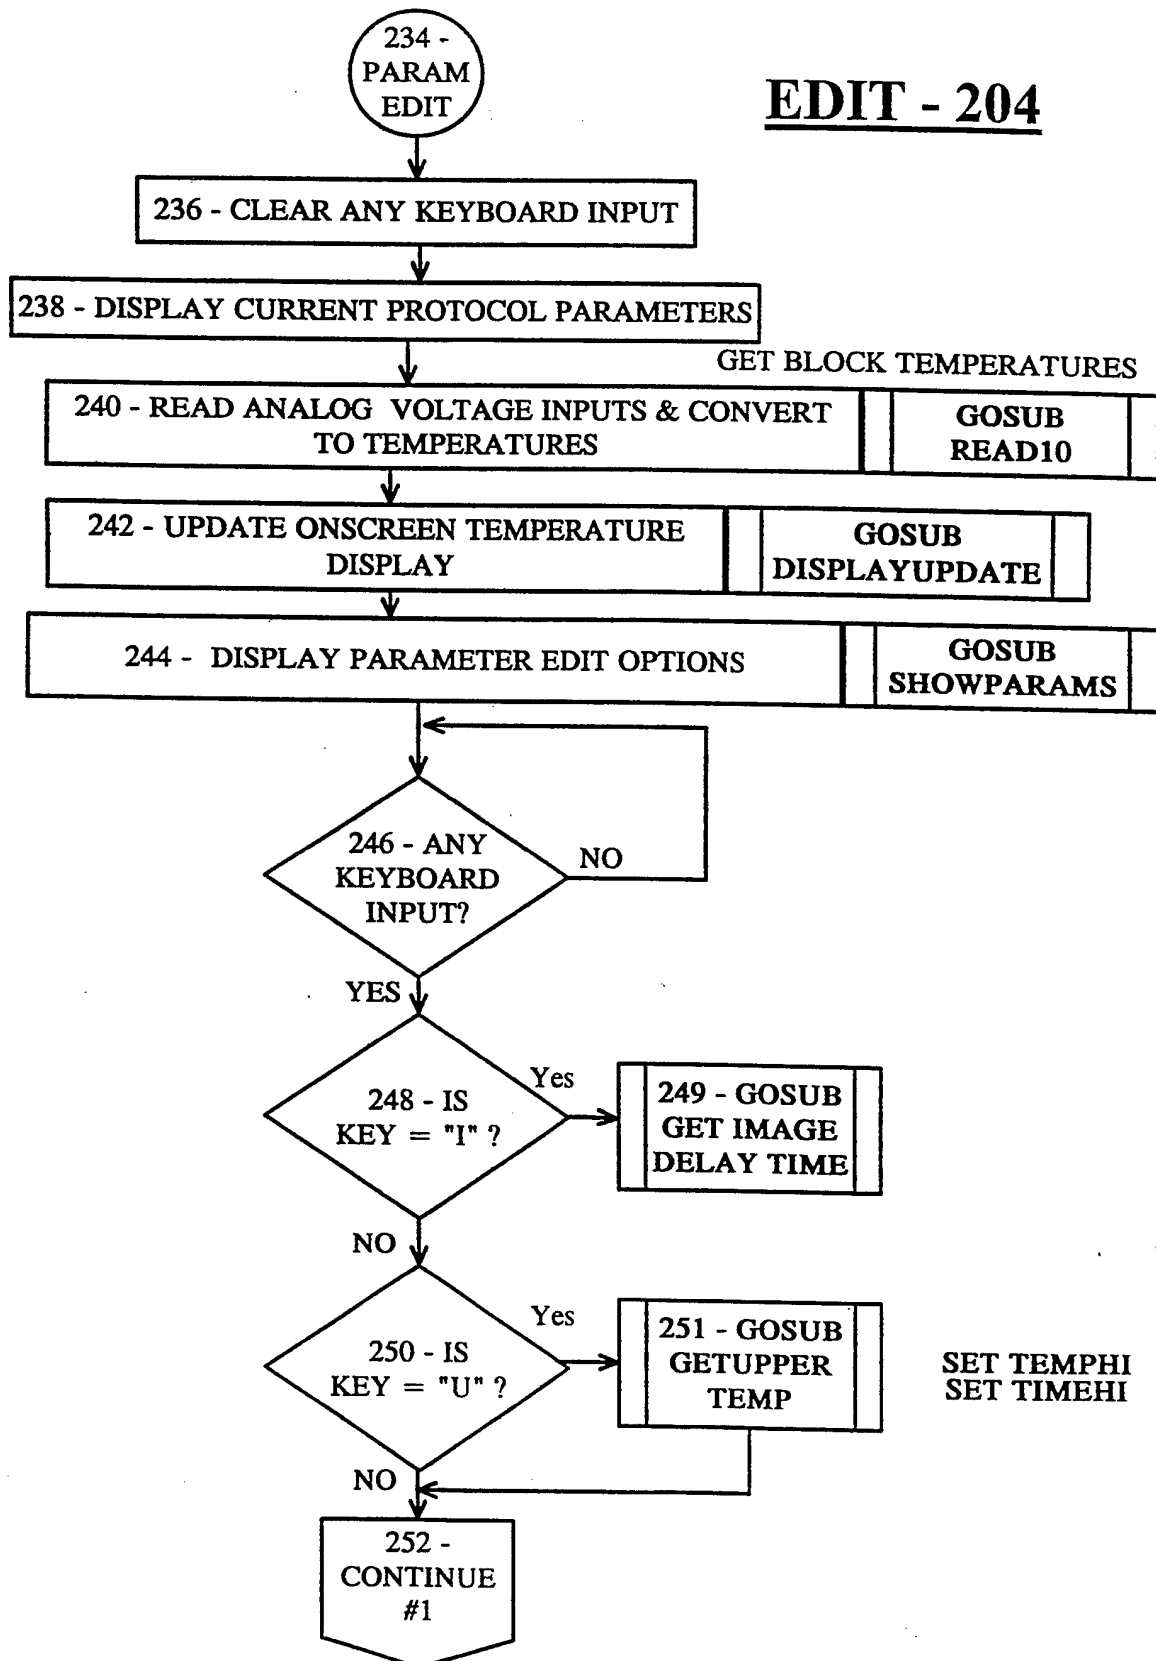 234 -
PARAM
EDIT
EDIT - 204
236 - CLEAR ANY KEYBOARD INPUT
238 - DISPLAY CURRENT PROTOCOL PARAMETERS
GET BLOCK TEMPERATURES
240 - READ ANALOG VOLTAGE INPUTS & CONVERT
TO TEMPERATURES
GOSUB
READ10
242 - UPDATE ONSCREEN TEMPERATURE
DISPLAY
GOSUB
DISPLAYUPDATE
244 - DISPLAY PARAMETER EDIT OPTIONS
GOSUB
SHOWPARAMS
246 - ANY
KEYBOARD
INPUT?
NO
YES
248 - IS
KEY = "I" ?
Yes
249 - GOSUB
GET IMAGE
DELAY TIME
NO
250 - IS
KEY = "U" ?
Yes
251 - GOSUB
GETUPPER
TEMP
SET TEMPHI
SET TIMEHI
NO
252 -
CONTINUE
#1